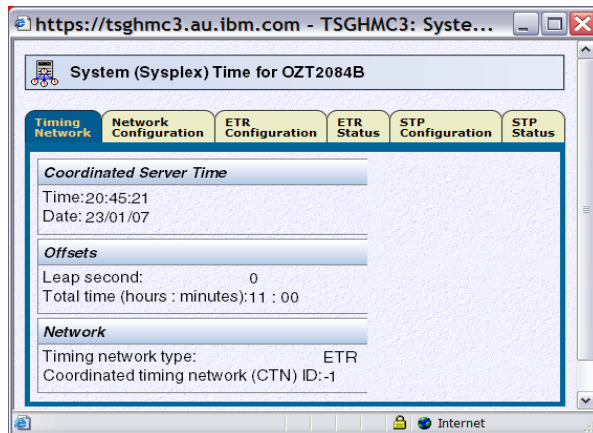 https://tsghmc3.au.ibm.com - TSGHMC3: Syste...
System (Sysplex) Time for OZT2084B
Timing Network
Network Configuration
ETR Configuration
ETR Status
STP Configuration
STP Status
Coordinated Server Time
Time:20:45:21
Date: 23/01/07
Offsets
Leap second: 0
Total time (hours : minutes):11 : 00
Network
Timing network type: ETR
Coordinated timing network (CTN) ID:-1
Internet